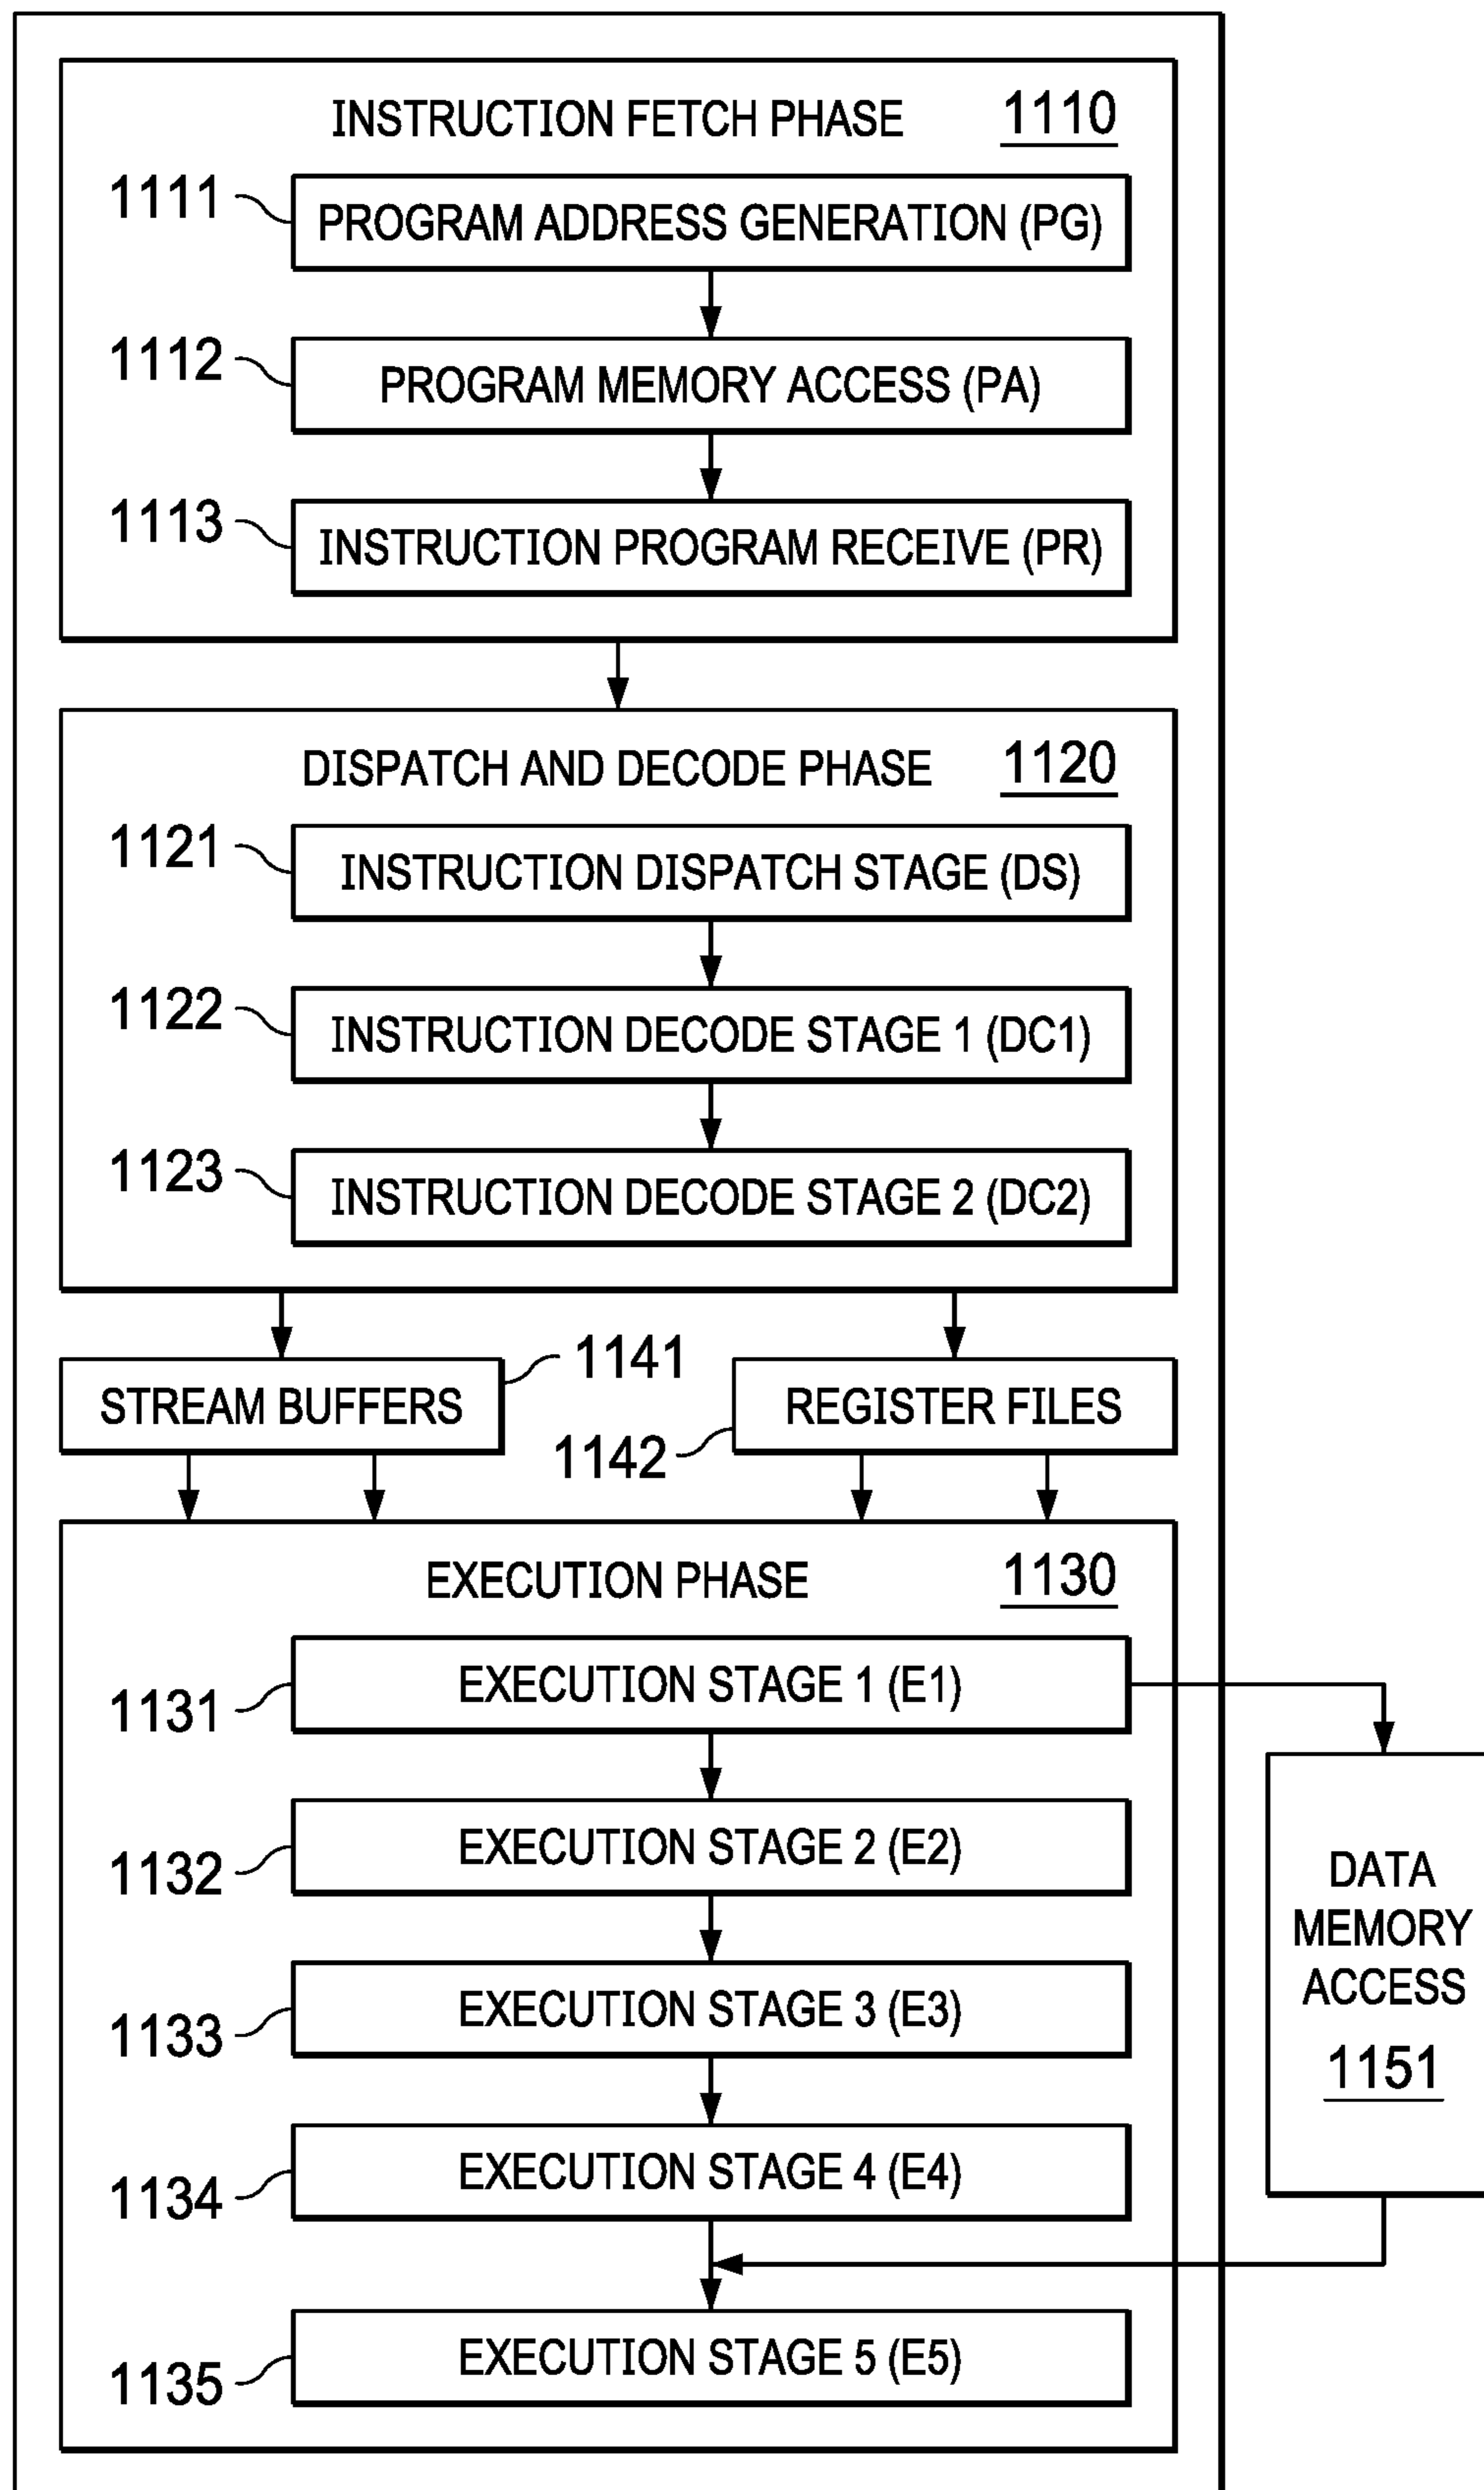 INSTRUCTION FETCH PHASE 1110
1111 PROGRAM ADDRESS GENERATION (PG)
1112 PROGRAM MEMORY ACCESS (PA)
1113 INSTRUCTION PROGRAM RECEIVE (PR)
DISPATCH AND DECODE PHASE 1120
1121 INSTRUCTION DISPATCH STAGE (DS)
1122 INSTRUCTION DECODE STAGE 1 (DC1)
1123 INSTRUCTION DECODE STAGE 2 (DC2)
STREAM BUFFERS
1141
REGISTER FILES
1142
EXECUTION PHASE 1130
1131 EXECUTION STAGE 1 (E1)
1132 EXECUTION STAGE 2 (E2)
1133 EXECUTION STAGE 3 (E3)
1134 EXECUTION STAGE 4 (E4)
1135 EXECUTION STAGE 5 (E5)
DATA
MEMORY
ACCESS
1151